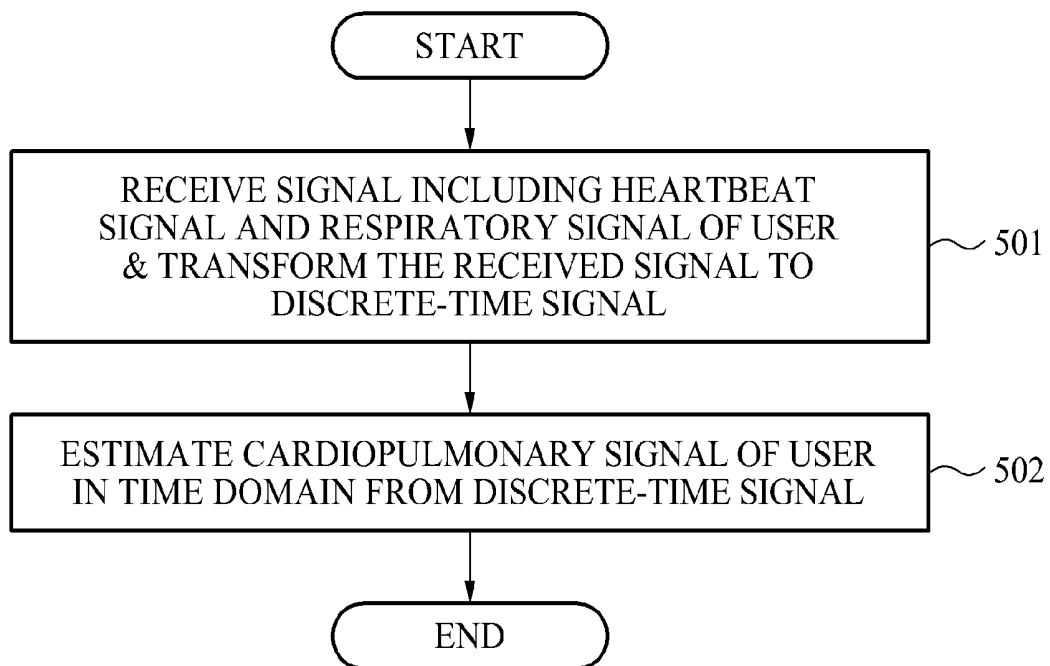 START
RECEIVE SIGNAL INCLUDING HEARTBEAT
SIGNAL AND RESPIRATORY SIGNAL OF USER
& TRANSFORM THE RECEIVED SIGNAL TO
DISCRETE-TIME SIGNAL
501
ESTIMATE CARDIOPULMONARY SIGNAL OF USER
IN TIME DOMAIN FROM DISCRETE-TIME SIGNAL
502
END